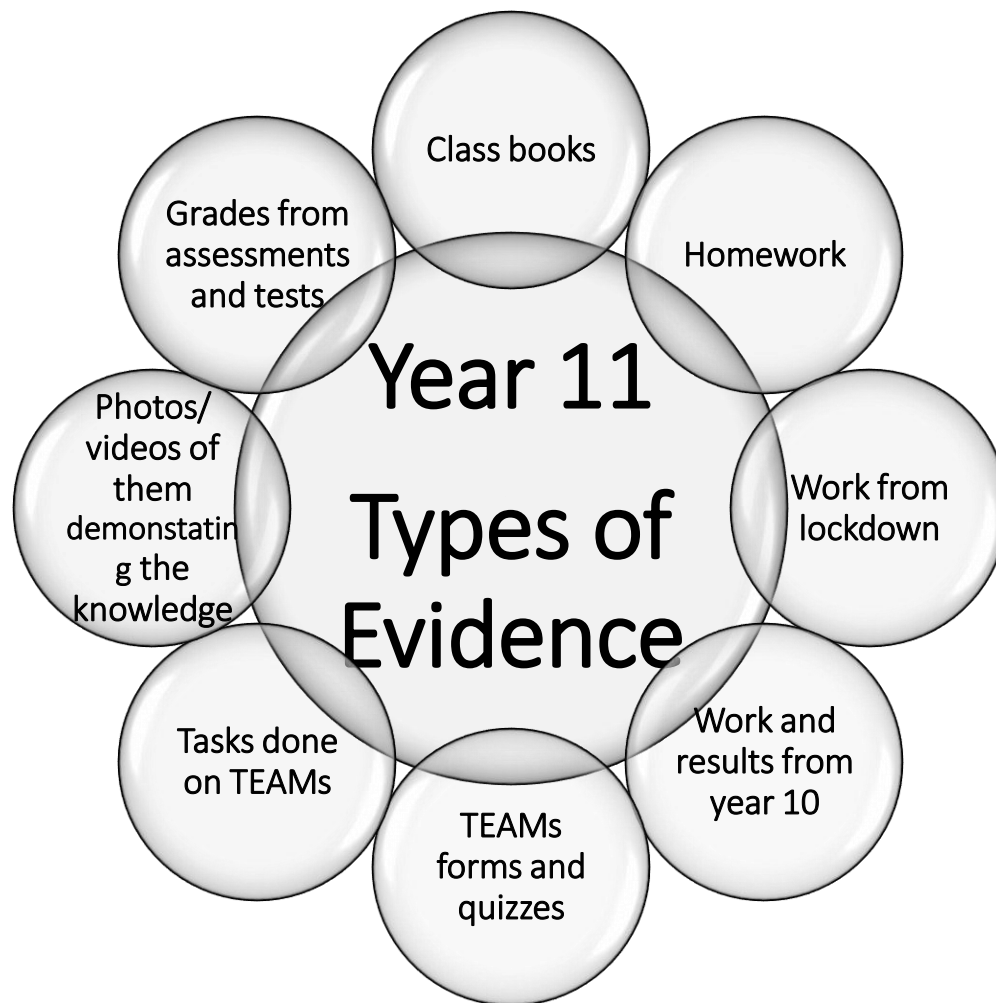 Year 11
Types of
Evidence
Class books
Homework
Work from
lockdown
Work and
results from
year 10
TEAMs
forms and
quizzes
Tasks done
on TEAMs
Photos/
videos of
them
demonstatin
g the
knowledge
Grades from
assessments
and tests